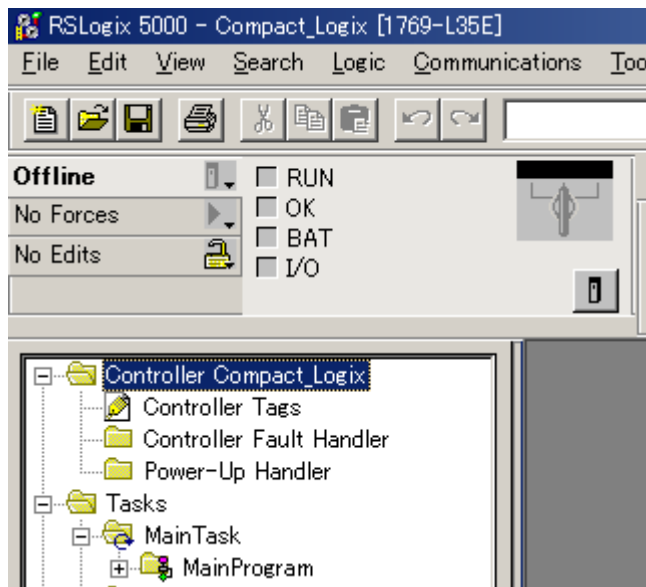 RSLogix 5000 - Compact_Logix [1769-L35E]
File Edit View Search Logic Communications Too
Offline
RUN
No Forces
OK
No Edits
BAT
I/O
Controller Compact_Logix
Controller Tags
Controller Fault Handler
Power-Up Handler
Tasks
MainTask
MainProgram